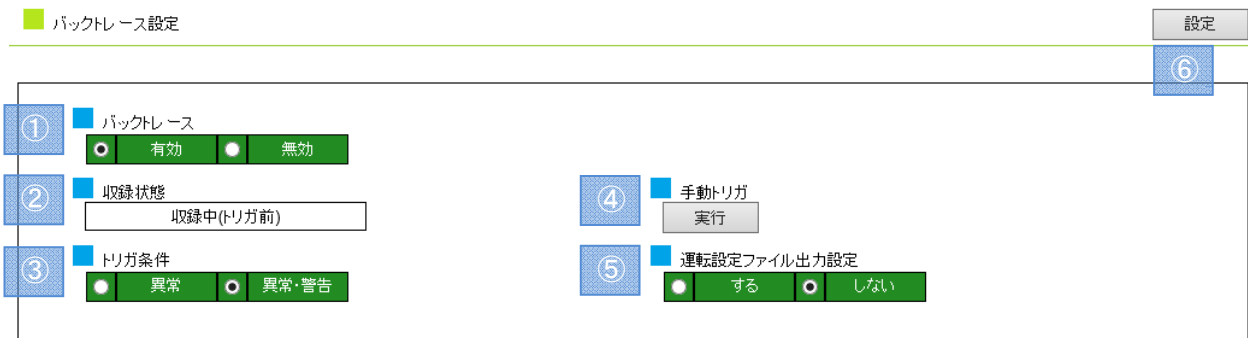 バックトレース設定
設定
⑥
① バックトレース
有効 無効
② 収録状態
収録中(トリガ前)
④ 手動トリガ
実行
③ トリガ条件
異常 異常・警告
⑤ 運転設定ファイル出力設定
する しない